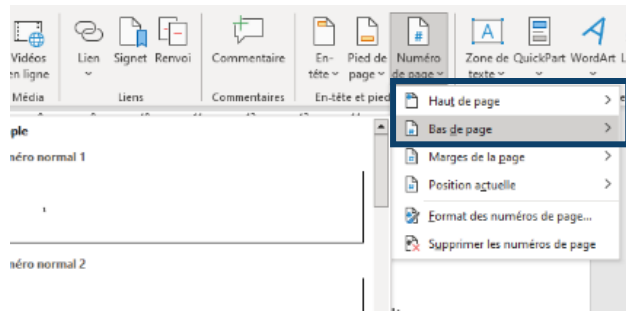 Vidéos Lien Signet Renvoi Commentaire En- Pied de Numéro Zone de QuickPart WordArt
en ligne tête page de page texte
Média Liens Commentaires En-tête et pied
Haut de page
ple Bas de page
méro normal 1 Marges de la page
Position actuelle
1 Format des numéros de page...
Supprimer les numéros de page
méro normal 2